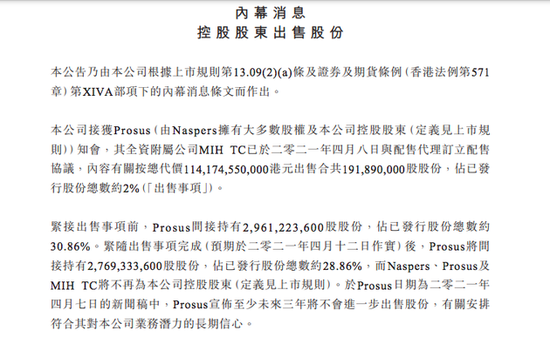 內幕消息
控股股東出售股份
本公告乃由本公司根據上市規則第13.09(2)(a)條及證券及期貨條例(香港法例第571
章)第XIVA部項下的內幕消息條文而作出。
本公司接獲Prosus(由Naspers擁有大多數股權及本公司控股股東(定義見上市規
則))知會，其全資附屬公司MIH TC已於二零二一年四月八日與配售代理訂立配售
協議，內容有關按總代價114,174,550,000港元出售合共191,890,000股股份，佔已發
行股份總數約2%(「出售事項」)。
緊接出售事項前，Prosus間接持有2,961,223,600股股份，佔已發行股份總數約
30.86%。緊隨出售事項完成(預期於二零二一年四月十二日作實)後，Prosus將間
接持有2,769,333,600股股份，佔已發行股份總數約28.86%，而Naspers、Prosus及
MIH TC將不再為本公司控股股東(定義見上市規則)。於Prosus日期為二零二一年
四月七日的新聞稿中，Prosus宣佈至少未來三年將不會進一步出售股份，有關安排
符合其對本公司業務潛力的長期信心。